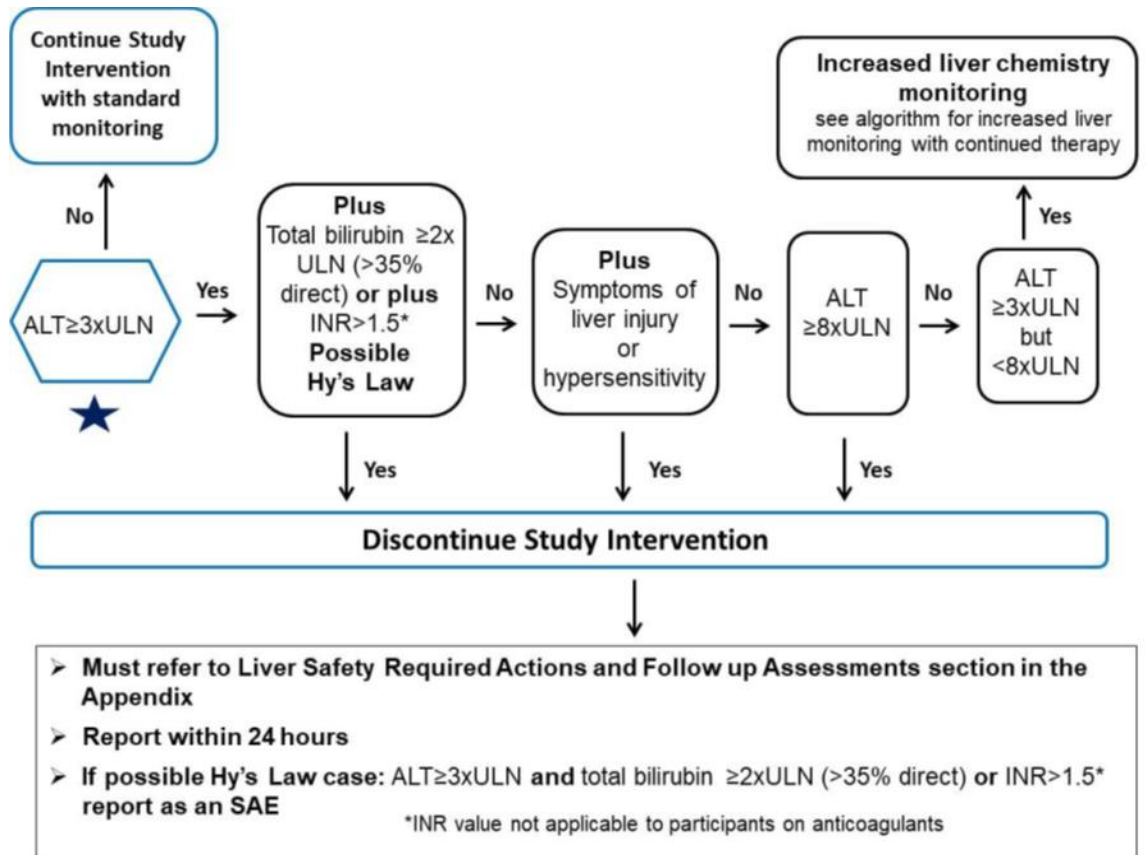 Continue Study
Intervention
with standard
monitoring
Increased liver chemistry
monitoring
see algorithm for increased liver
monitoring with continued therapy
No
Yes
ALT≥3xULN
Yes
Plus
Total bilirubin ≥2x
ULN (>35%
direct) or plus
INR>1.5*
Possible
Hy's Law
No
Plus
Symptoms of
liver injury
or
hypersensitivity
No
ALT
≥8xULN
No
ALT
≥3xULN
but
<8xULN
Yes
Yes
Yes
Discontinue Study Intervention
➢ Must refer to Liver Safety Required Actions and Follow up Assessments section in the
Appendix
➢ Report within 24 hours
➢ If possible Hy's Law case: ALT≥3xULN and total bilirubin ≥2xULN (>35% direct) or INR>1.5*
report as an SAE
*INR value not applicable to participants on anticoagulants